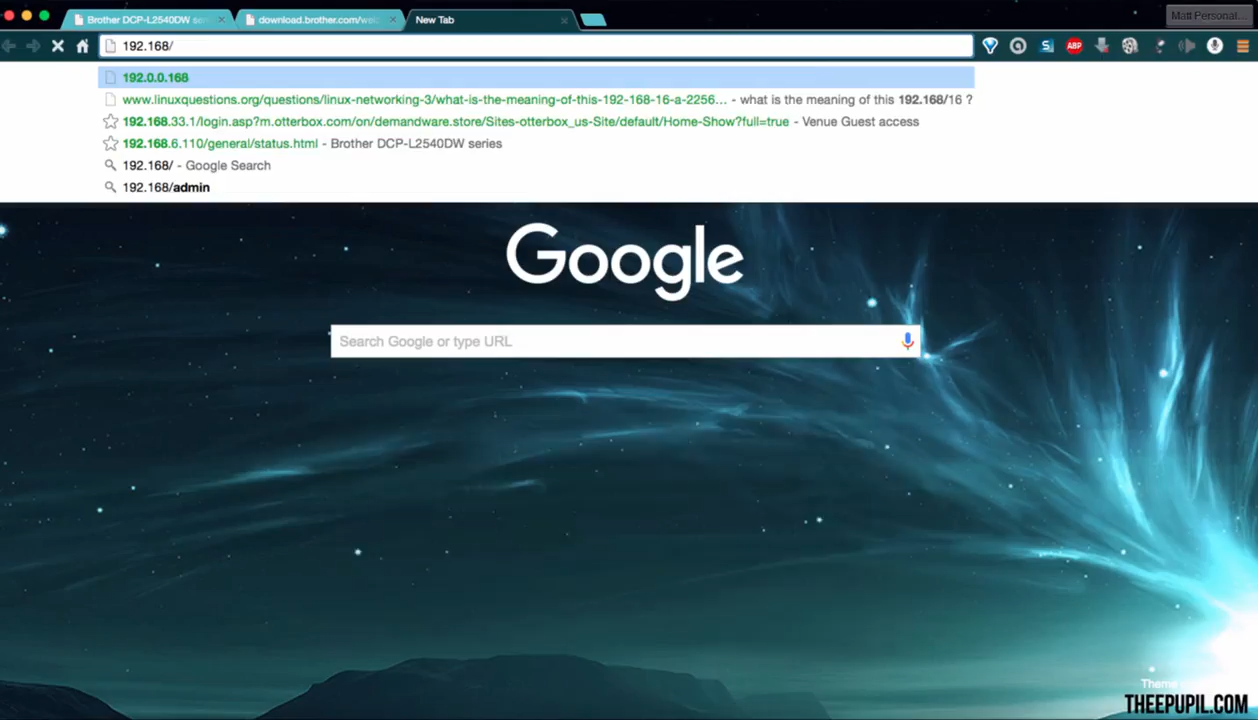 Brother DCP-L2540DW seri
download.brother.com/welc
New Tab
Matt Personal...
192.168/
S
ABP
192.0.0.168
www.linuxquestions.org/questions/linux-networking-3/what-is-the-meaning-of-this-192-168-16-a-2256... - what is the meaning of this 192.168/16 ?
192.168.33.1/login.asp?m.otterbox.com/on/demandware.store/Sites-otterbox_us-Site/default/Home-Show?full=true - Venue Guest access
192.168.6.110/general/status.html - Brother DCP-L2540DW series
192.168/ - Google Search
192.168/admin
Google
Search Google or type URL
Theme
THEEPUPIL.COM